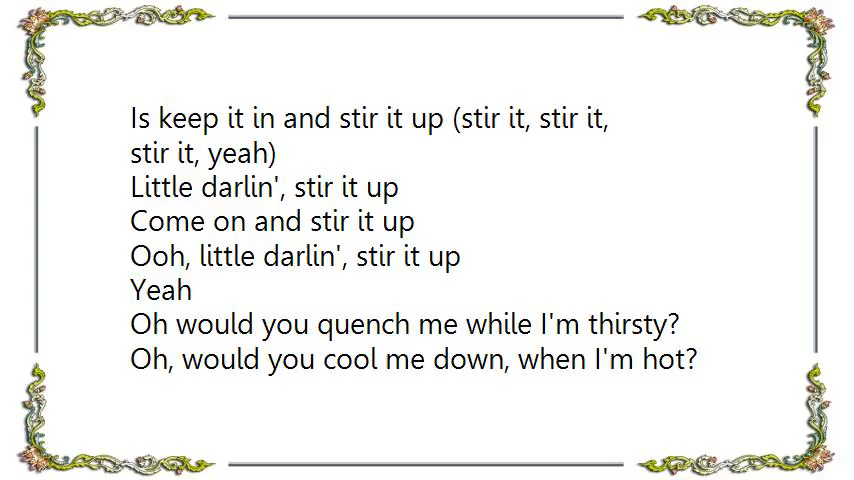 Is keep it in and stir it up (stir it, stir it,
stir it, yeah)
Little darlin', stir it up
Come on and stir it up
Ooh, little darlin', stir it up
Yeah
Oh would you quench me while I'm thirsty?
Oh, would you cool me down, when I'm hot?